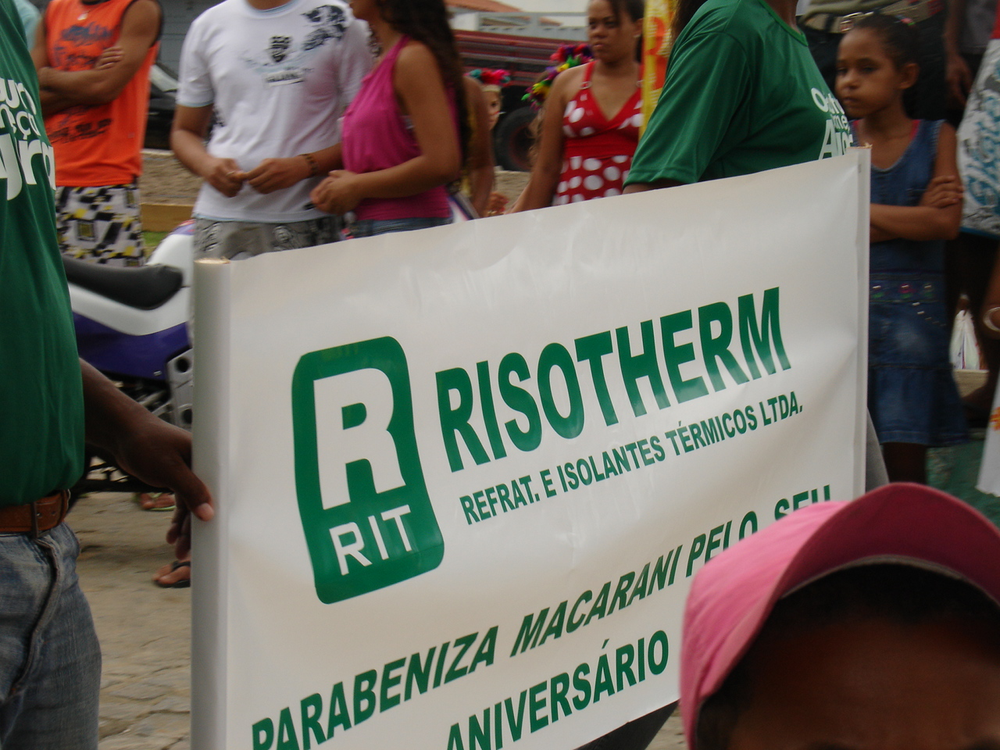 R
RIT
RISOTHERM
REFRAT. E ISOLANTES TÉRMICOS LTDA.
PARABENIZA MACARANI PELO SEU
ANIVERSÁRIO